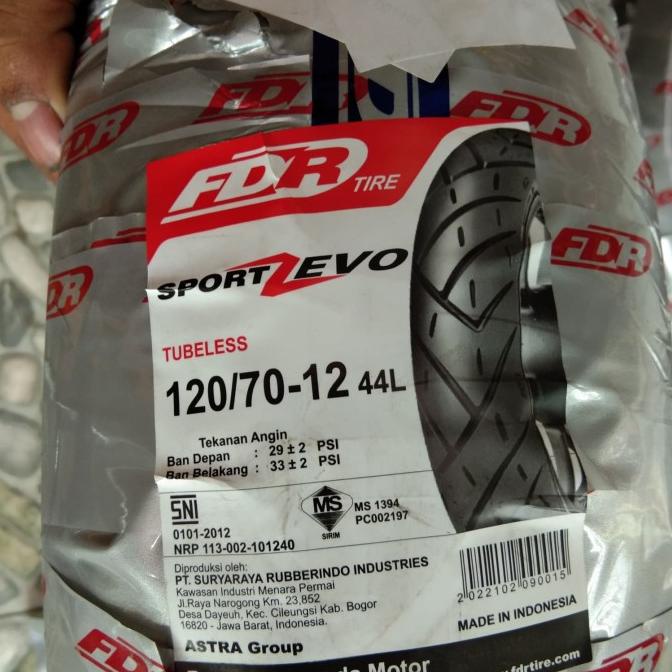 FDR
FDR
FDR
FDR
FDR
FDR TIRE
SPORT ZEVO
TUBELESS
120/70-12 44L
Tekanan Angin
Ban Depan : 29 ± 2 PSI
Ban Belakang : 33 ± 2 PSI
SNI
0101-2012
NRP 113-002-101240
MS
SIRIM
MS 1394
PC002197
Diproduksi oleh:
PT. SURYARAYA RUBBERINDO INDUSTRIES
Kawasan Industri Menara Permai
Jl.Raya Narogong Km. 23,852
Desa Dayeuh, Kec. Cileungsi Kab. Bogor
16820 - Jawa Barat, Indonesia.
ASTRA Group
2022102090015
MADE IN INDONESIA
Motor
fdrtire.com
FDR
FDR